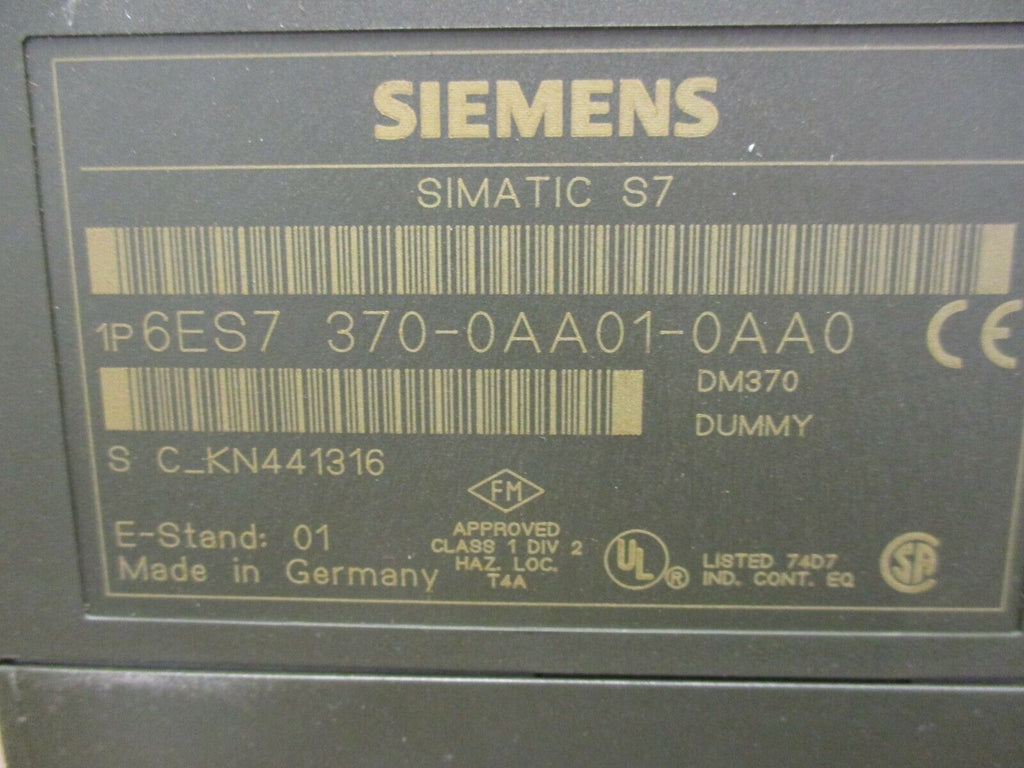 SIEMENS
SIMATIC S7
1P 6ES7 370-0AA01-0AA0
CE
DM370
DUMMY
S C_KN441316
FM
APPROVED
CLASS 1 DIV 2
HAZ. LOC.
T4A
E-Stand: 01
Made in Germany
UL ®
LISTED 74D7
IND. CONT. EQ
SA